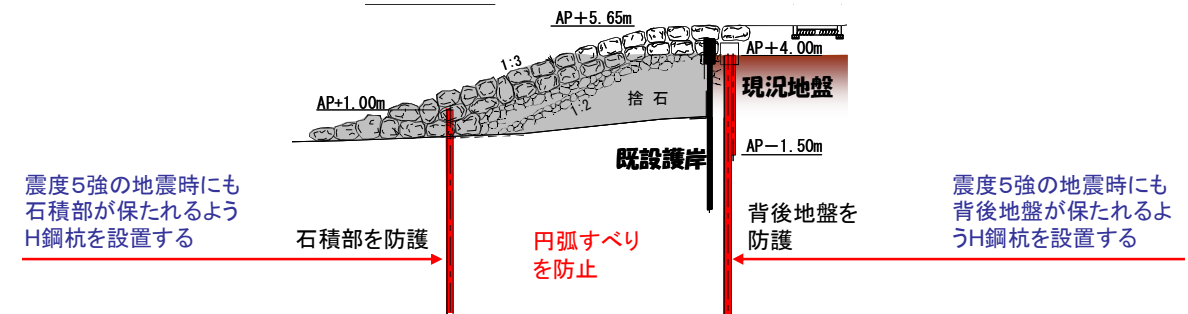 AP+5.65m
AP+4.00m
1:3
現況地盤
AP+1.00m
捨石
1:2
AP-1.50m
既設護岸
震度5強の地震時にも
石積部が保たれるよう
H鋼杭を設置する
石積部を防護
円弧すべり
を防止
背後地盤を
防護
震度5強の地震時にも
背後地盤が保たれるよ
うH鋼杭を設置する